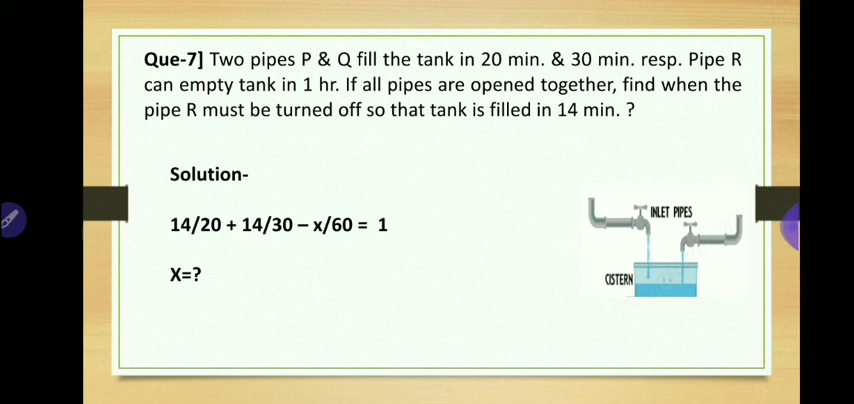 Que-7] Two pipes P & Q fill the tank in 20 min. & 30 min. resp. Pipe R
can empty tank in 1 hr. If all pipes are opened together, find when the
pipe R must be turned off so that tank is filled in 14 min. ?
Solution-
14/20 + 14/30 – x/60 = 1
X=?
INLET PIPES
CISTERN